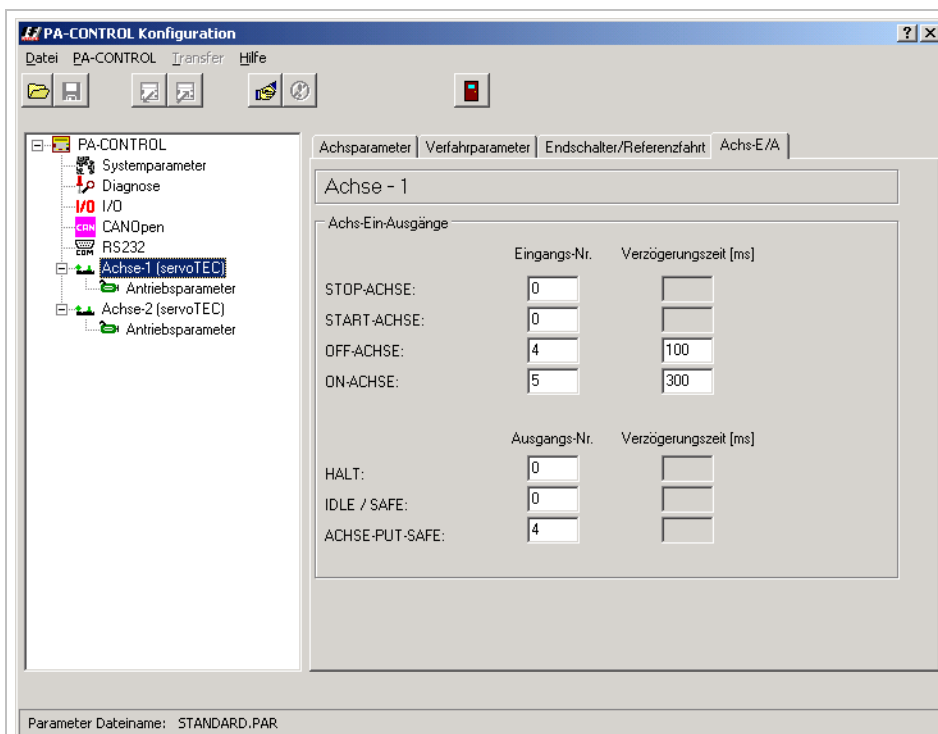 PA-CONTROL Konfiguration
Datei PA-CONTROL Transfer Hilfe
PA-CONTROL
Systemparameter
Diagnose
I/O I/O
CAN CANOpen
COM RS232
Achse-1 (servoTEC)
Antriebsparameter
Achse-2 (servoTEC)
Antriebsparameter
Achsparameter Verfahrparameter Endschalter/Referenzfahrt Achs-E/A
Achse - 1
Achs-Ein-Ausgänge
Eingangs-Nr. Verzögerungszeit [ms]
STOP-ACHSE: 0
START-ACHSE: 0
OFF-ACHSE: 4 100
ON-ACHSE: 5 300
Ausgangs-Nr. Verzögerungszeit [ms]
HALT: 0
IDLE / SAFE: 0
ACHSE-PUT-SAFE: 4
Parameter Dateiname: STANDARD.PAR